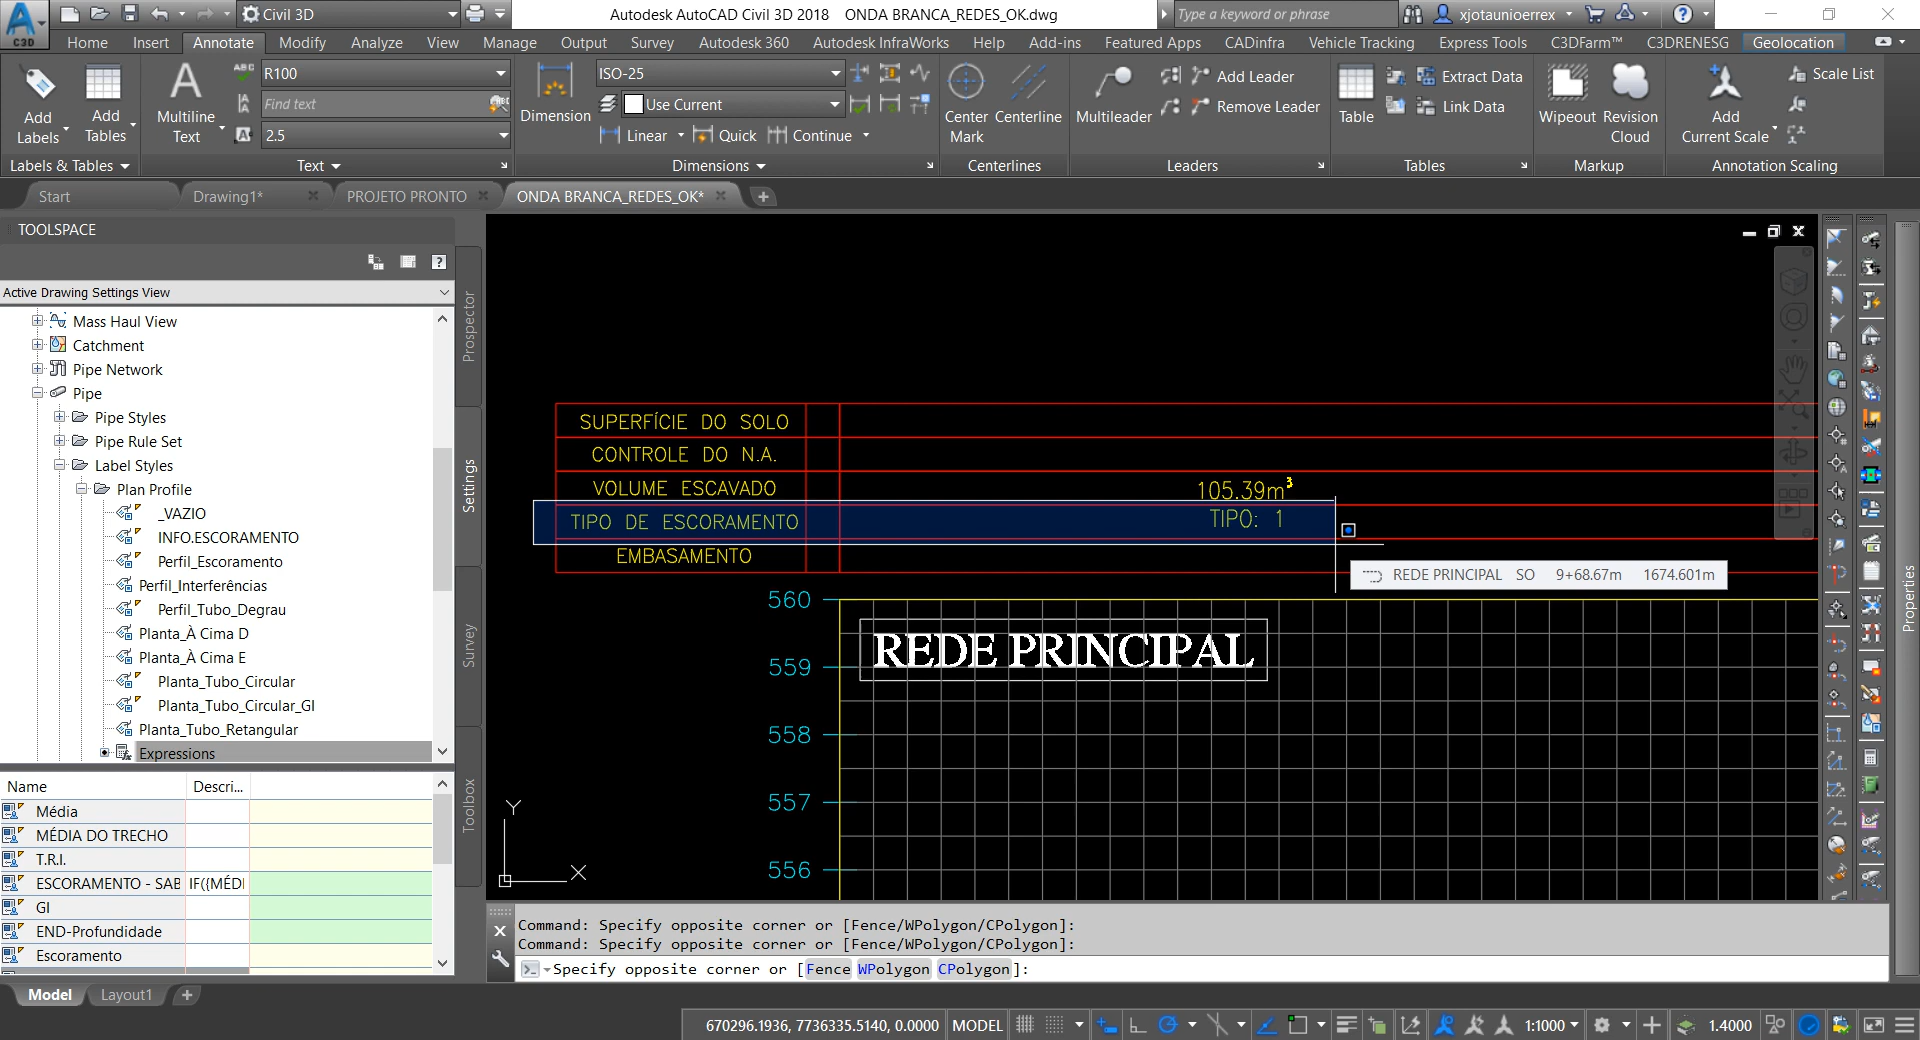 C3D
Civil 3D
Autodesk AutoCAD Civil 3D 2018 ONDA BRANCA_REDES_OK.dwg
Type a keyword or phrase
xjotaunioerrex
Home Insert Annotate Modify Analyze View Manage Output Survey Autodesk 360 Autodesk InfraWorks Help Add-ins Featured Apps CADinfra Vehicle Tracking Express Tools C3DFarm™ C3DRENESG Geolocation
Add Labels
Add Tables
Labels & Tables
Multiline Text
R100
Find text
2.5
Text
Dimension
ISO-25
Use Current
Linear Quick Continue
Dimensions
Center Mark
Centerline
Centerlines
Multileader
Add Leader
Remove Leader
Leaders
Table
Extract Data
Link Data
Tables
Wipeout
Revision Cloud
Markup
Add Current Scale
Scale List
Annotation Scaling
Start Drawing1* PROJETO PRONTO ONDA BRANCA_REDES_OK*
TOOLSPACE
Active Drawing Settings View
Mass Haul View
Catchment
Pipe Network
Pipe
Pipe Styles
Pipe Rule Set
Label Styles
Plan Profile
_VAZIO
INFO.ESCORAMENTO
Perfil_Escoramento
Perfil_Interferências
Perfil_Tubo_Degrau
Planta_À Cima D
Planta_À Cima E
Planta_Tubo_Circular
Planta_Tubo_Circular_GI
Planta_Tubo_Retangular
Expressions
Prospector
Settings
Survey
Toolbox
Name Descri...
Média
MÉDIA DO TRECHO
T.R.I.
ESCORAMENTO - SAB IF({MÉDI
GI
END-Profundidade
Escoramento
SUPERFÍCIE DO SOLO
CONTROLE DO N.A.
VOLUME ESCAVADO 105.39m³
TIPO DE ESCORAMENTO TIPO: 1
EMBASAMENTO
REDE PRINCIPAL SO 9+68.67m 1674.601m
560
REDE PRINCIPAL
559
558
557
556
Y
X
Properties
Command: Specify opposite corner or [Fence/WPolygon/CPolygon]:
Command: Specify opposite corner or [Fence/WPolygon/CPolygon]:
Specify opposite corner or [Fence WPolygon CPolygon]:
Model Layout1
670296.1936, 7736335.5140, 0.0000 MODEL 1:1000 1.4000